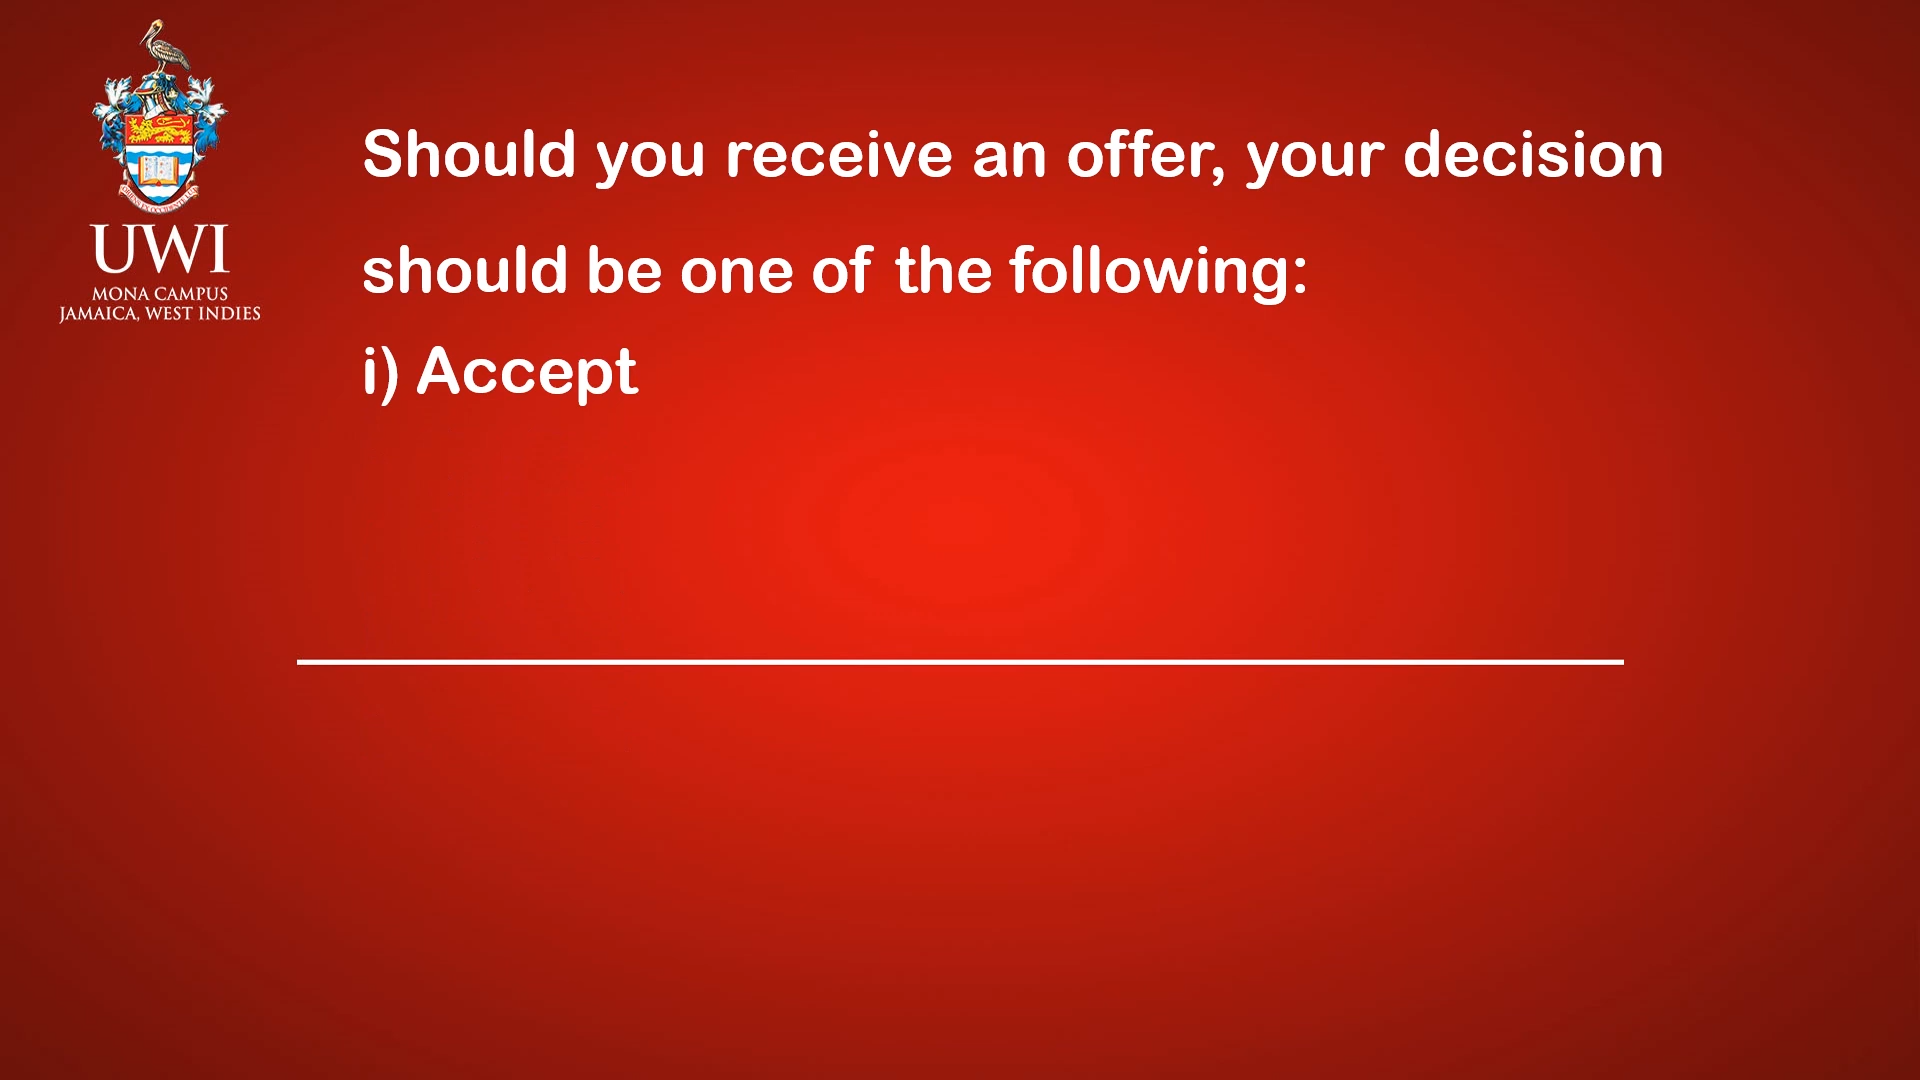 UWI
MONA CAMPUS
JAMAICA, WEST INDIES
Should you receive an offer, your decision
should be one of the following:
i) Accept